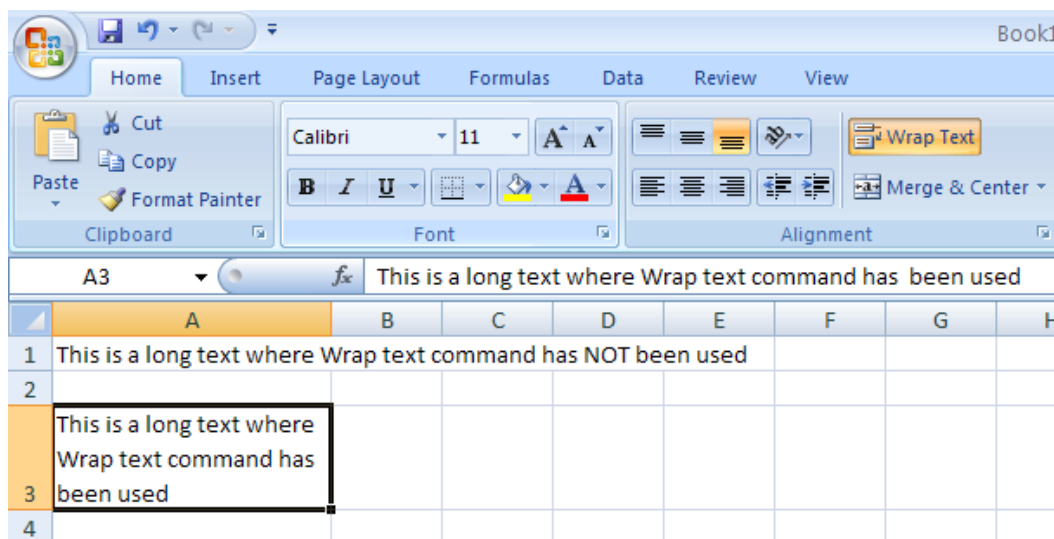 Book1
Home Insert Page Layout Formulas Data Review View
Cut
Copy
Paste
Format Painter
Clipboard
Calibri 11 A A
B I U A
Font
Wrap Text
Merge & Center
Alignment
A3 fx This is a long text where Wrap text command has  been used
A B C D E F G H
1 This is a long text where Wrap text command has NOT been used
2
This is a long text where
Wrap text command has
3 been used
4